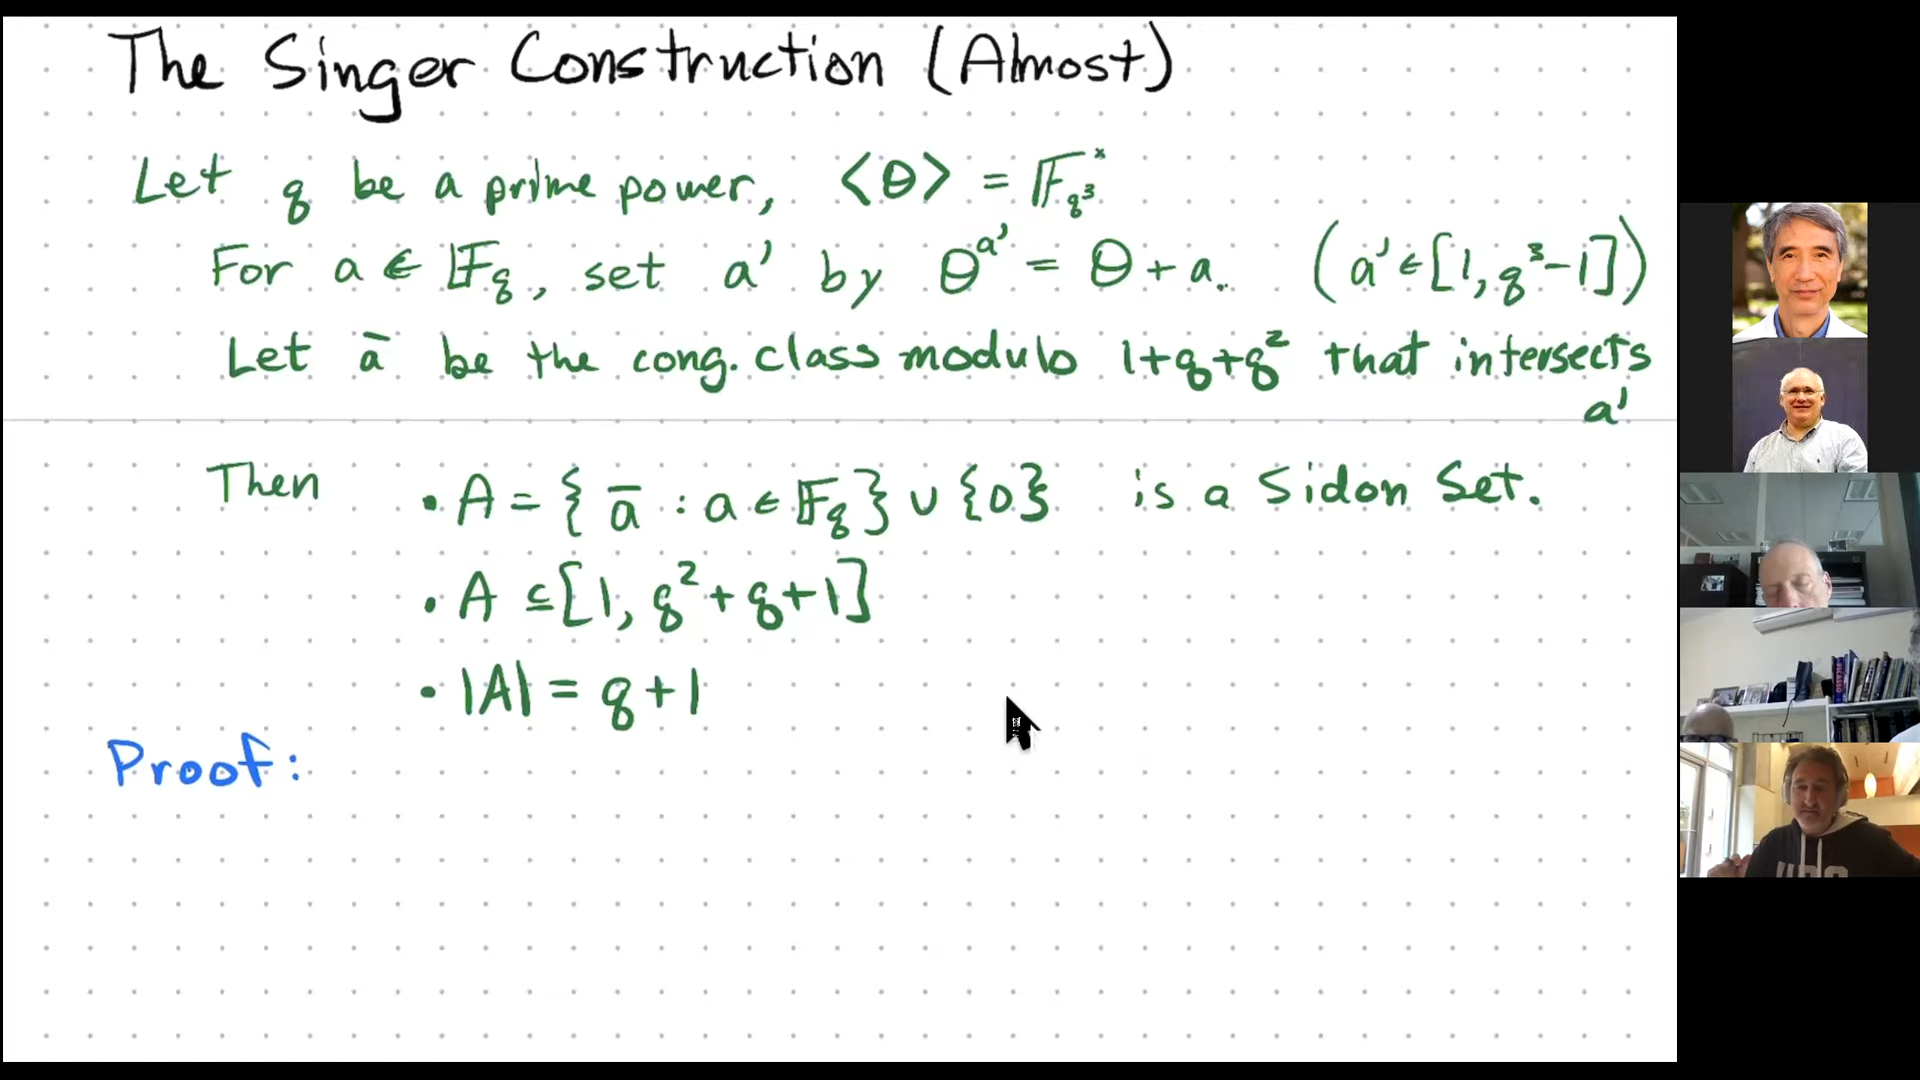 The Singer Construction (Almost)
Let q be a prime power, ⟨θ⟩ = 𝔽_{q³}^×
For a ∈ 𝔽_q, set a' by θ^{a'} = θ + a. (a' ∈ [1, q³-1])
Let ā be the cong. class modulo 1+q+q² that intersects
a'
Then • A = { ā : a ∈ 𝔽_q } ∪ {0} is a Sidon Set.
• A ⊆ [1, q²+q+1]
• |A| = q+1
Proof: